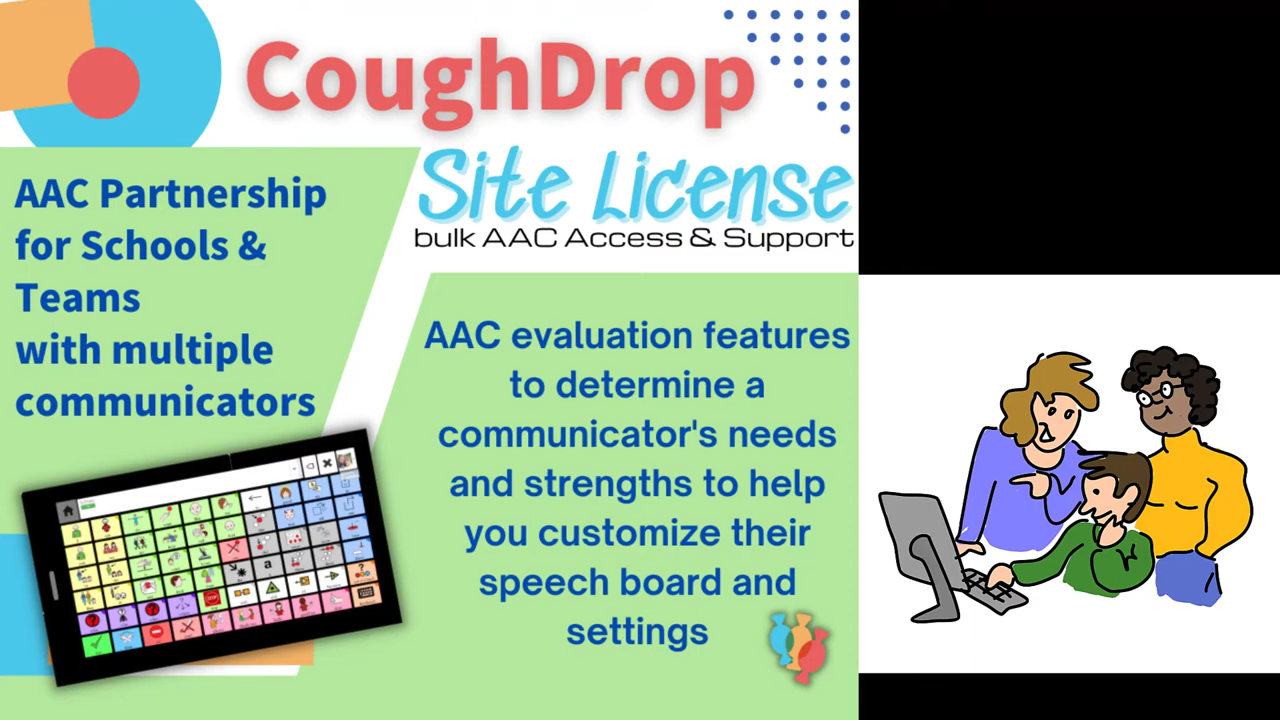 CoughDrop
Site License
bulk AAC Access & Support
AAC Partnership
for Schools &
Teams
with multiple
communicators
AAC evaluation features
to determine a
communicator's needs
and strengths to help
you customize their
speech board and
settings
STOP